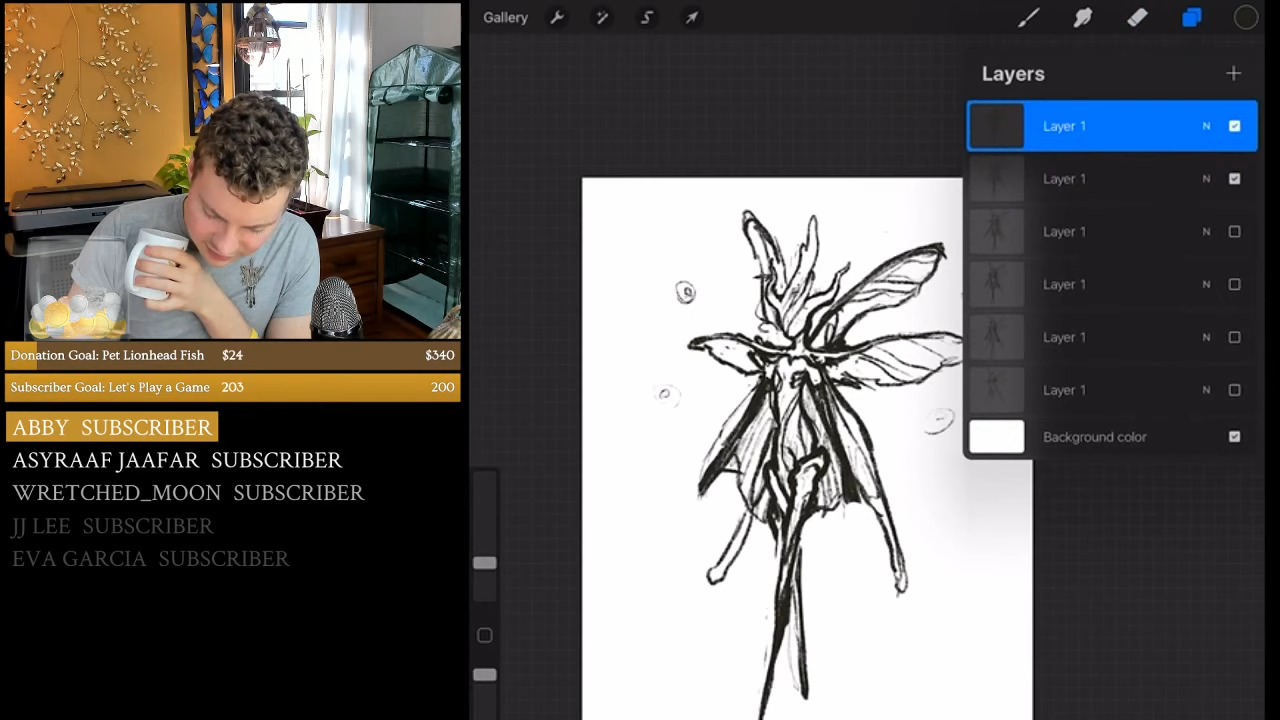 Gallery
Layers
Layer 1 N
Layer 1 N
Layer 1 N
Layer 1 N
Layer 1 N
Layer 1 N
Background color
Donation Goal: Pet Lionhead Fish $24 $340
Subscriber Goal: Let's Play a Game 203 200
ABBY SUBSCRIBER
ASYRAAF JAAFAR SUBSCRIBER
WRETCHED_MOON SUBSCRIBER
JJ LEE SUBSCRIBER
EVA GARCIA SUBSCRIBER